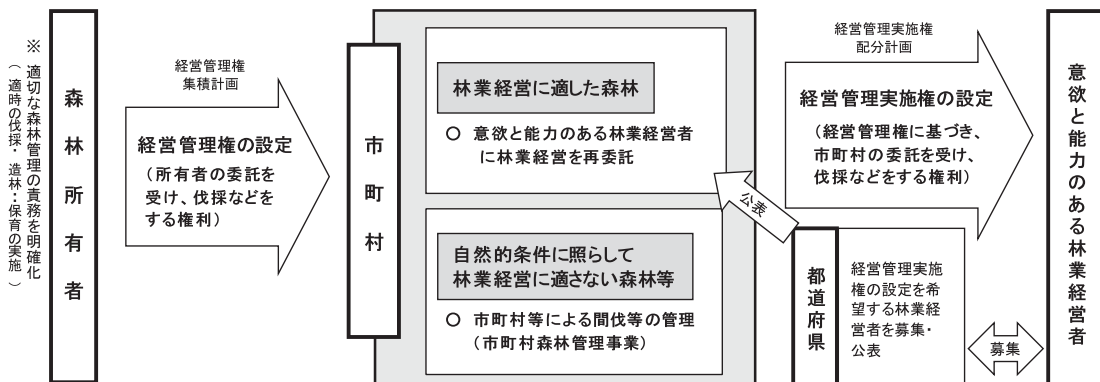 ※ 適切な森林管理の責務を明確化
（適時の伐採・造林・保育の実施）
森林所有者
経営管理権
集積計画
経営管理権の設定
（所有者の委託を
受け、伐採などを
する権利）
市町村
林業経営に適した森林
○ 意欲と能力のある林業経営者
に林業経営を再委託
自然的条件に照らして
林業経営に適さない森林等
○ 市町村等による間伐等の管理
（市町村森林管理事業）
経営管理実施権
配分計画
経営管理実施権の設定
（経営管理権に基づき、
市町村の委託を受け、
伐採などをする権利）
公表
都道府県
経営管理実施
権の設定を希
望する林業経
営者を募集・
公表
募集
意欲と能力のある林業経営者